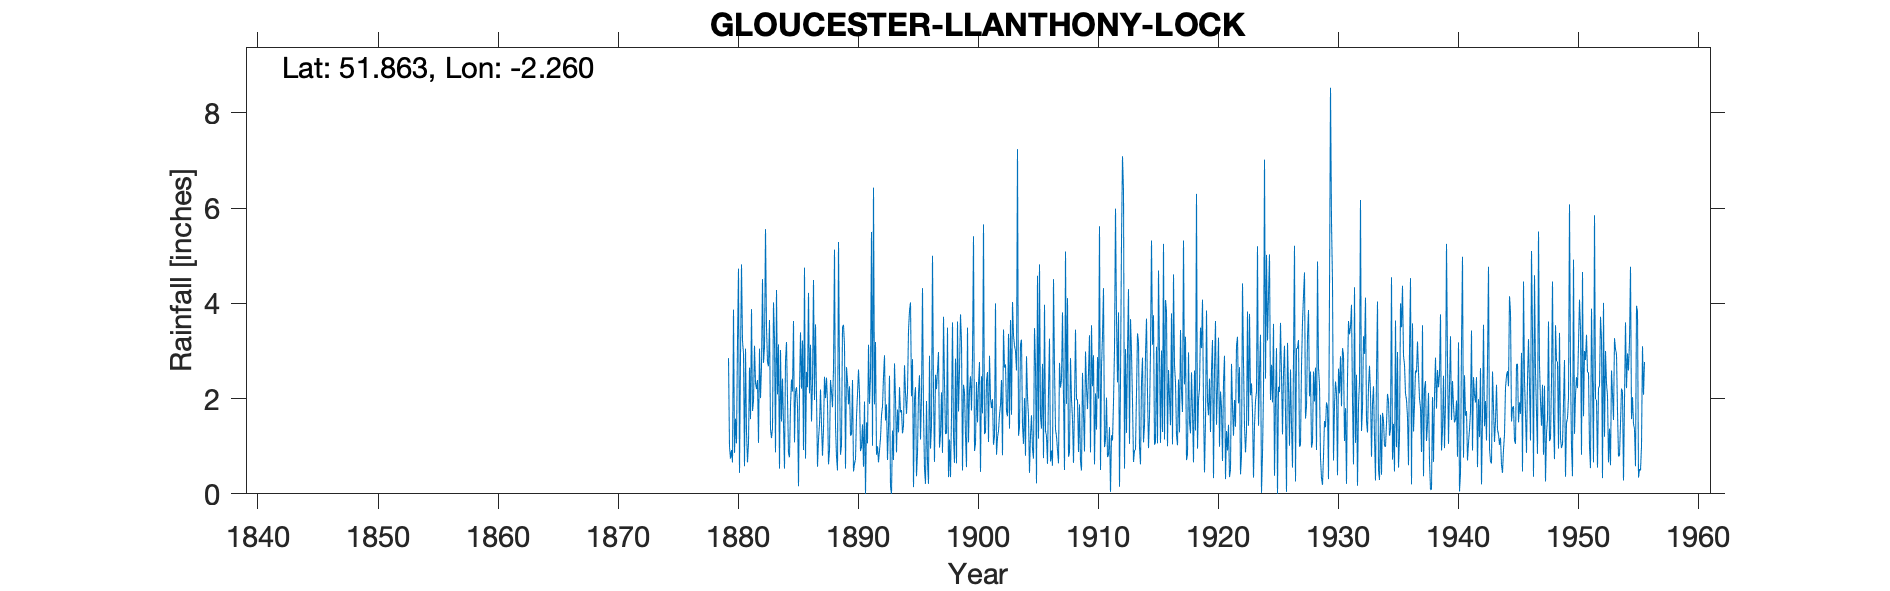 GLOUCESTER-LLANTHONY-LOCK
Lat: 51.863, Lon: -2.260
Rainfall [inches]
8
6
4
2
0
1840 1850 1860 1870 1880 1890 1900 1910 1920 1930 1940 1950 1960
Year